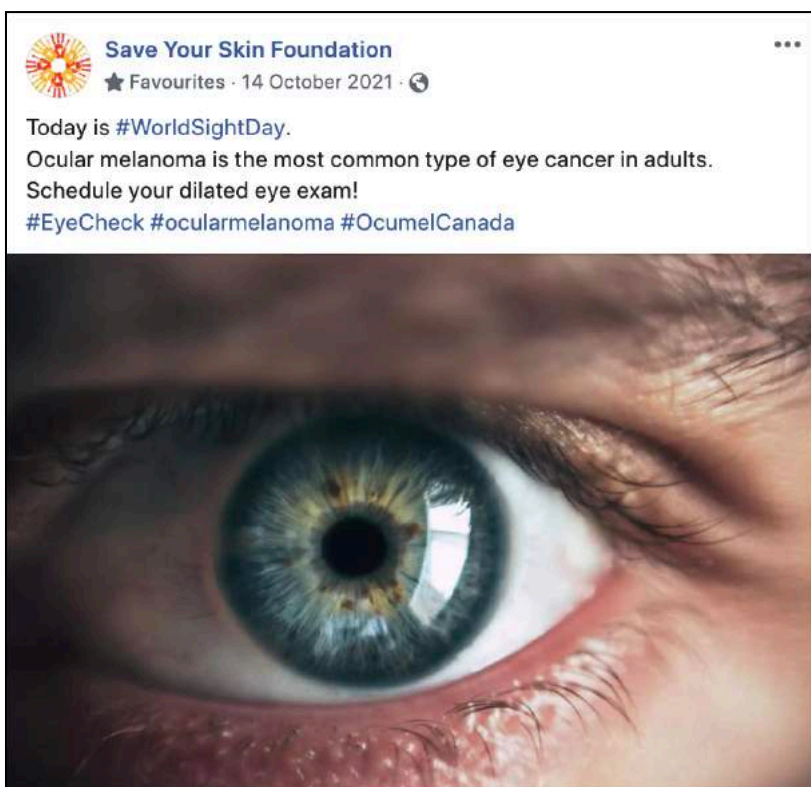 Save Your Skin Foundation
Favourites · 14 October 2021 ·
Today is #WorldSightDay.
Ocular melanoma is the most common type of eye cancer in adults.
Schedule your dilated eye exam!
#EyeCheck #ocularmelanoma #OcumelCanada